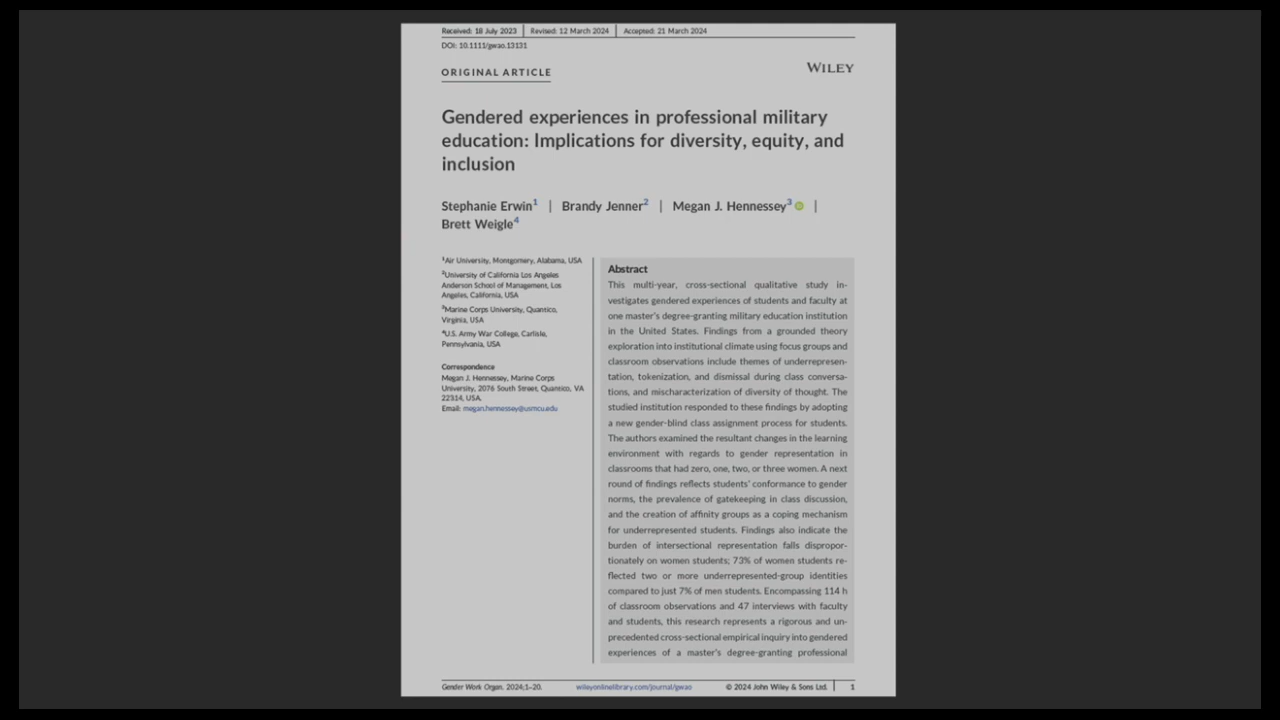 Received: 18 July 2023 | Revised: 12 March 2024 | Accepted: 21 March 2024
DOI: 10.1111/gwao.13131
ORIGINAL ARTICLE
WILEY
Gendered experiences in professional military
education: Implications for diversity, equity, and
inclusion
Stephanie Erwin1 | Brandy Jenner2 | Megan J. Hennessey3 |
Brett Weigle4
1Air University, Montgomery, Alabama, USA
2University of California Los Angeles
Anderson School of Management, Los
Angeles, California, USA
3Marine Corps University, Quantico,
Virginia, USA
4U.S. Army War College, Carlisle,
Pennsylvania, USA
Correspondence
Megan J. Hennessey, Marine Corps
University, 2076 South Street, Quantico, VA
22314, USA.
Email: megan.hennessey@usmcu.edu
Abstract
This multi-year, cross-sectional qualitative study in-
vestigates gendered experiences of students and faculty at
one master's degree-granting military education institution
in the United States. Findings from a grounded theory
exploration into institutional climate using focus groups and
classroom observations include themes of underrepresen-
tation, tokenization, and dismissal during class conversa-
tions, and mischaracterization of diversity of thought. The
studied institution responded to these findings by adopting
a new gender-blind class assignment process for students.
The authors examined the resultant changes in the learning
environment with regards to gender representation in
classrooms that had zero, one, two, or three women. A next
round of findings reflects students' conformance to gender
norms, the prevalence of gatekeeping in class discussion,
and the creation of affinity groups as a coping mechanism
for underrepresented students. Findings also indicate the
burden of intersectional representation falls dispropor-
tionately on women students; 73% of women students re-
flected two or more underrepresented-group identities
compared to just 7% of men students. Encompassing 114 h
of classroom observations and 47 interviews with faculty
and students, this research represents a rigorous and un-
precedented cross-sectional empirical inquiry into gendered
experiences of a master's degree-granting professional
Gender Work Organ. 2024;1–20.
wileyonlinelibrary.com/journal/gwao
© 2024 John Wiley & Sons Ltd. | 1